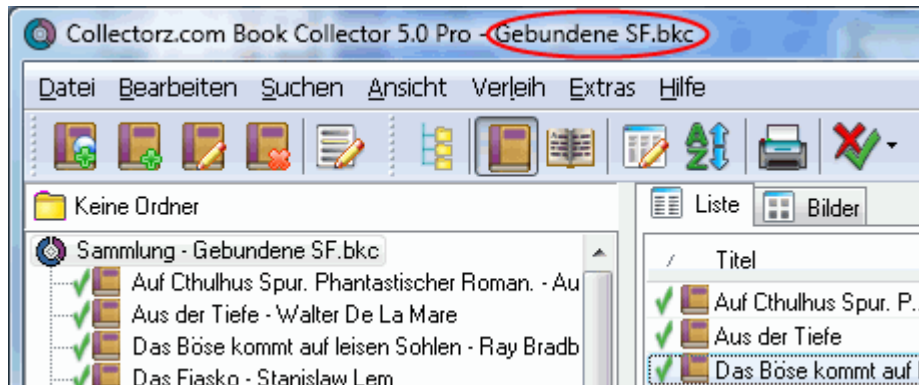 Collectorz.com Book Collector 5.0 Pro - Gebundene SF.bkc
Datei Bearbeiten Suchen Ansicht Verleih Extras Hilfe
Keine Ordner
Sammlung - Gebundene SF.bkc
Auf Cthulhus Spur. Phantastischer Roman. - Au
Aus der Tiefe - Walter De La Mare
Das Böse kommt auf leisen Sohlen - Ray Bradb
Das Fiasko - Stanislaw Lem
Liste Bilder
/ Titel
Auf Cthulhus Spur. P.
Aus der Tiefe
Das Böse kommt auf